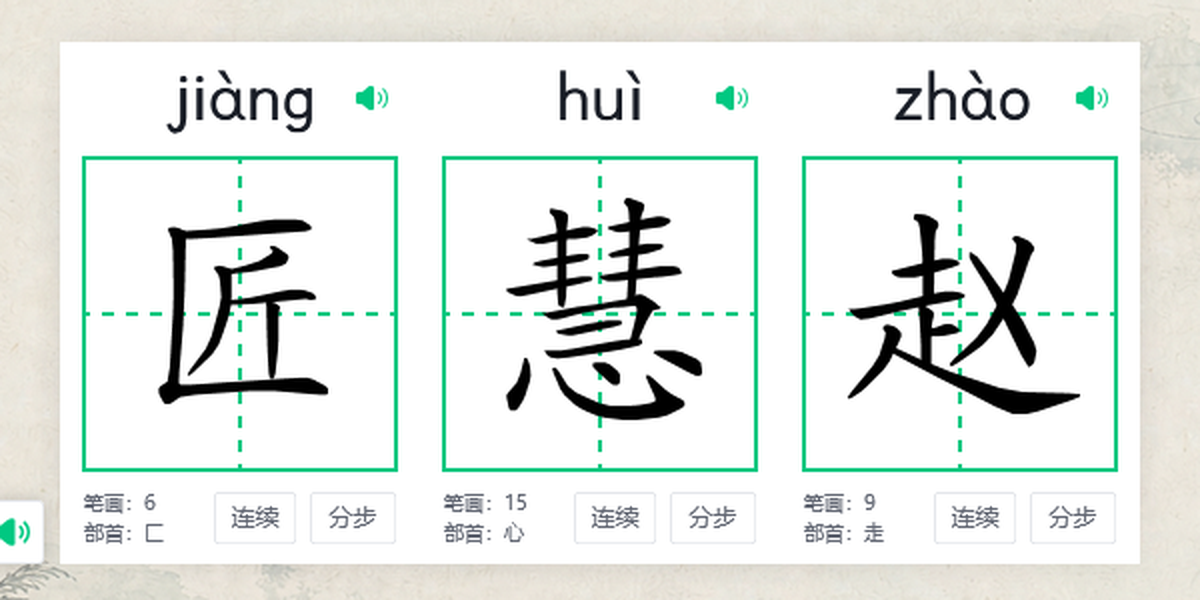 jiàng huì zhào
匠 慧 赵
笔画：6 连续 分步 笔画：15 连续 分步 笔画：9 连续 分步
部首：匚 部首：心 部首：走